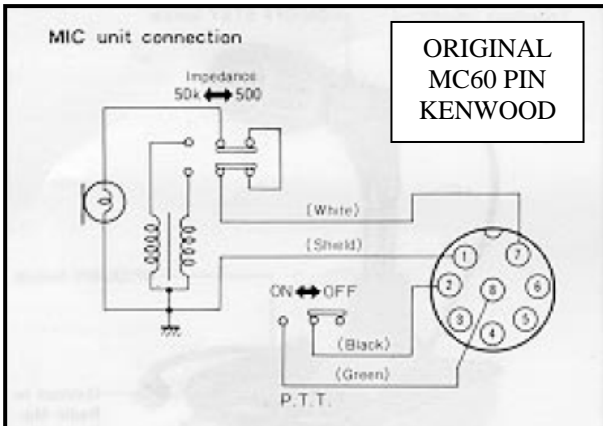 MIC unit connection
ORIGINAL
MC60 PIN
KENWOOD
Impedance
50k ↔ 500
(White)
(Shield)
ON ↔ OFF
(Black)
(Green)
P.T.T.
1
7
2
8
6
3
5
4